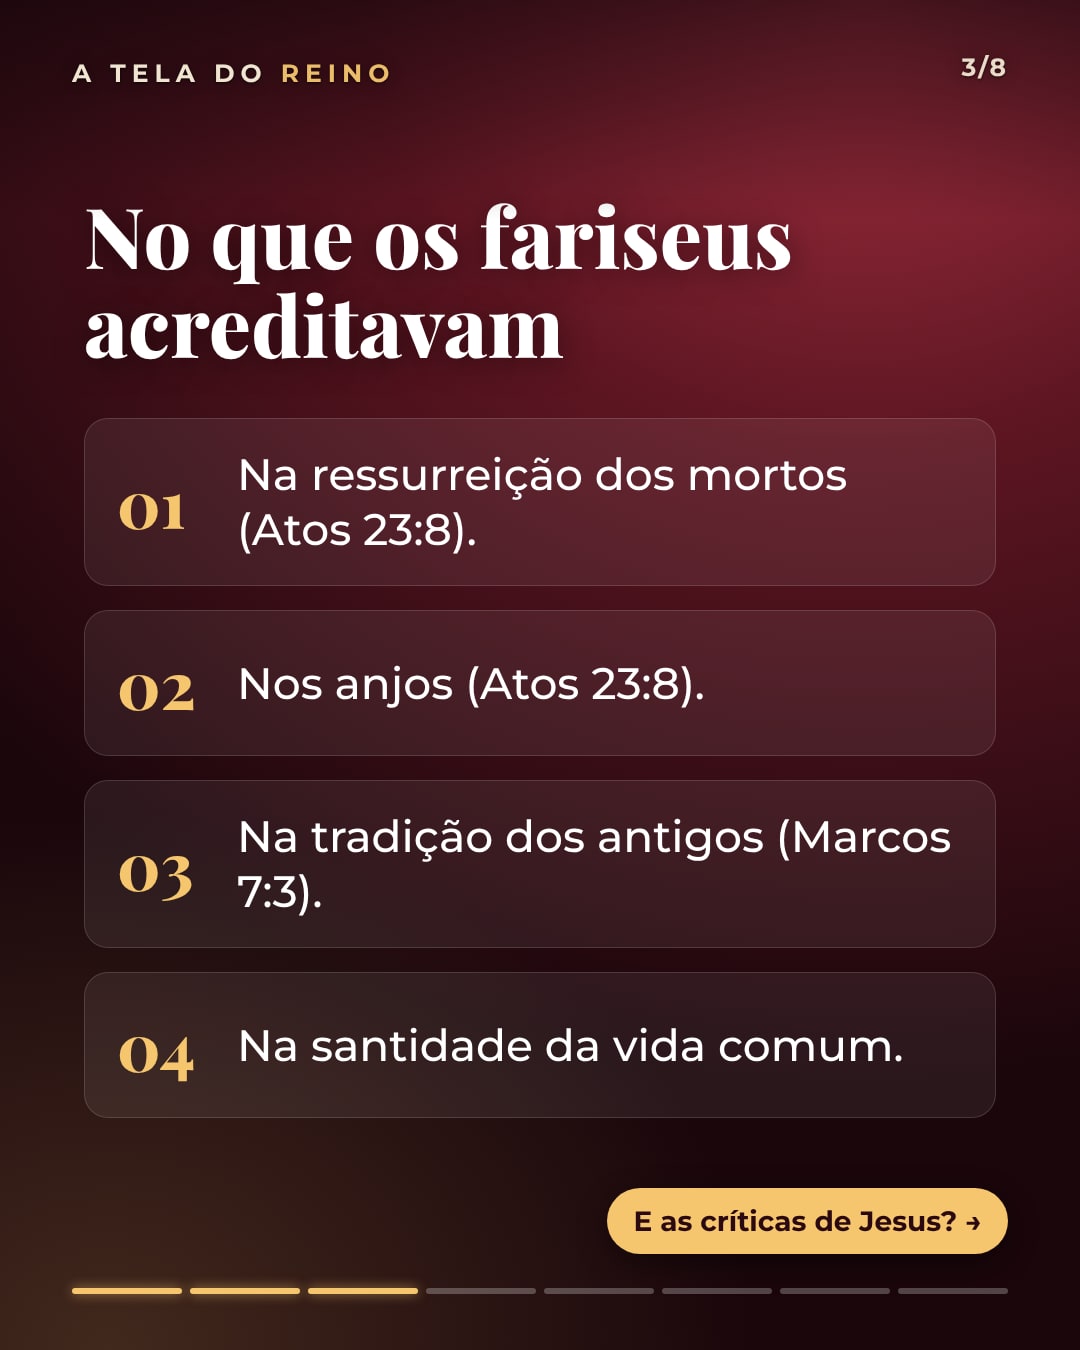 A TELA DO REINO
3/8
No que os fariseus
acreditavam
01
Na ressurreição dos mortos
(Atos 23:8).
02
Nos anjos (Atos 23:8).
03
Na tradição dos antigos (Marcos
7:3).
04
Na santidade da vida comum.
E as críticas de Jesus? →